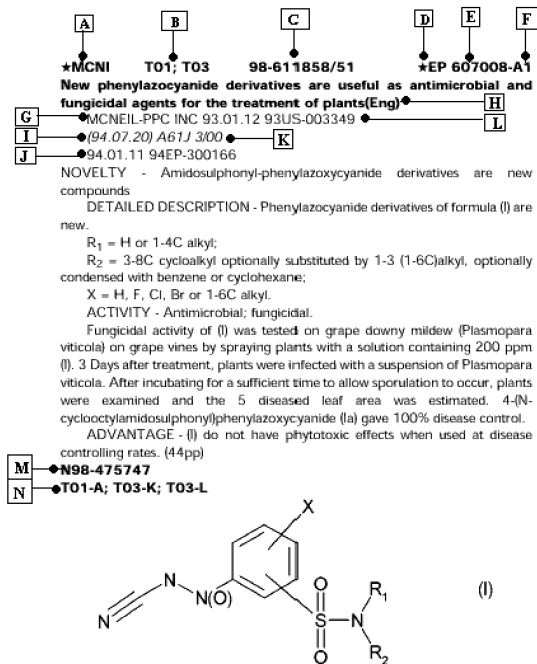 A B C D E F
★MCNI T01; T03 98-611858/51 ★EP 607008-A1
New phenylazocyanide derivatives are useful as antimicrobial and
fungicidal agents for the treatment of plants(Eng) H
G MCNEIL-PPC INC 93.01.12 93US-003349 L
I (94.07.20) A61J 3/00 K
J 94.01.11 94EP-300166
NOVELTY - Amidosulphonyl-phenylazoxycyanide derivatives are new
compounds
DETAILED DESCRIPTION - Phenylazocyanide derivatives of formula (I) are
new.
R1 = H or 1-4C alkyl;
R2 = 3-8C cycloalkyl optionally substituted by 1-3 (1-6C)alkyl, optionally
condensed with benzene or cyclohexane;
X = H, F, Cl, Br or 1-6C alkyl.
ACTIVITY - Antimicrobial; fungicidal.
Fungicidal activity of (I) was tested on grape downy mildew (Plasmopara
viticola) on grape vines by spraying plants with a solution containing 200 ppm
(I). 3 Days after treatment, plants were infected with a suspension of Plasmopara
viticola. After incubating for a sufficient time to allow sporulation to occur, plants
were examined and the 5 diseased leaf area was estimated. 4-(N-
cyclooctylamidosulphonyl)phenylazoxycyanide (Ia) gave 100% disease control.
ADVANTAGE - (I) do not have phytotoxic effects when used at disease
controlling rates. (44pp)
M N98-475747
N T01-A; T03-K; T03-L
X
N N(O) O R1
N S N (I)
O R2